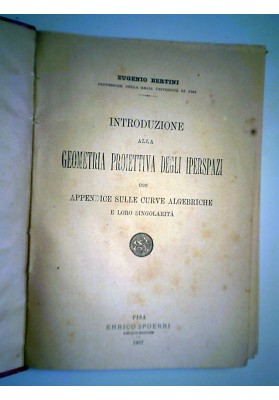 EUGENIO BERTINI
PROFESSORE DELLA REGIA UNIVERSITÀ DI PISA
INTRODUZIONE
ALLA
GEOMETRIA PROIETTIVA DEGLI IPERSPAZI
CON
APPENDICE SULLE CURVE ALGEBRICHE
E LORO SINGOLARITÀ
PISA
ENRICO SPOERRI
1907